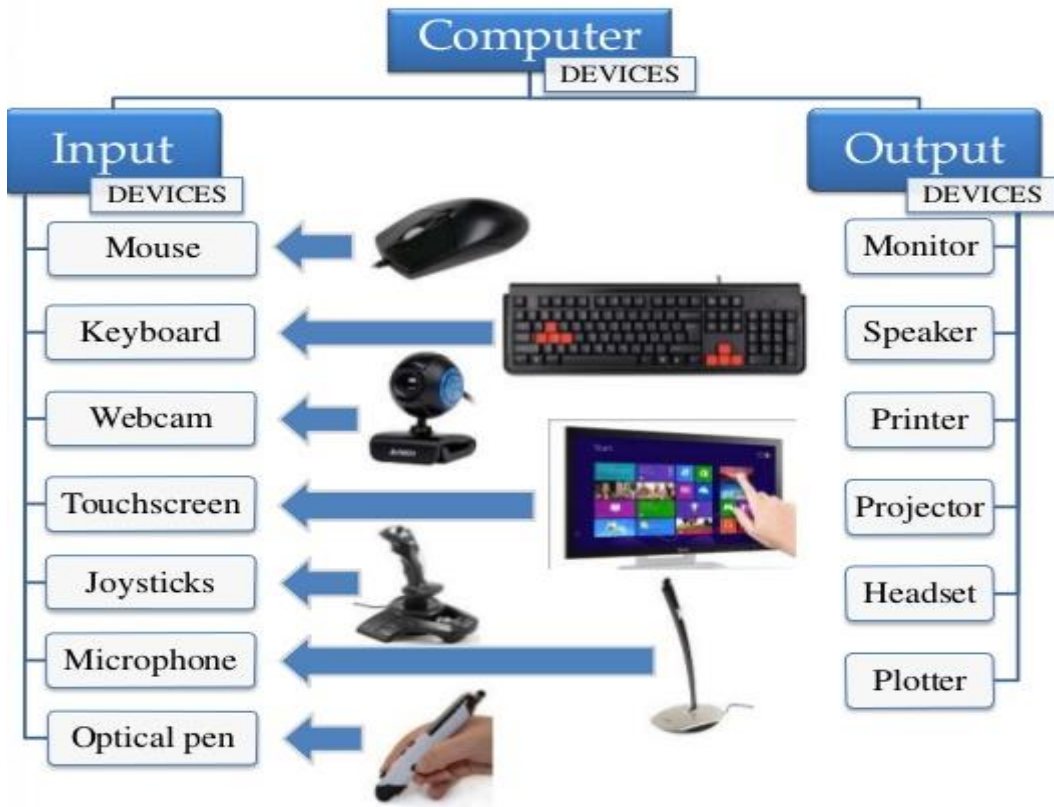 Computer
DEVICES
Input
DEVICES
Mouse
Keyboard
Webcam
Touchscreen
Joysticks
Microphone
Optical pen
Output
DEVICES
Monitor
Speaker
Printer
Projector
Headset
Plotter
Start